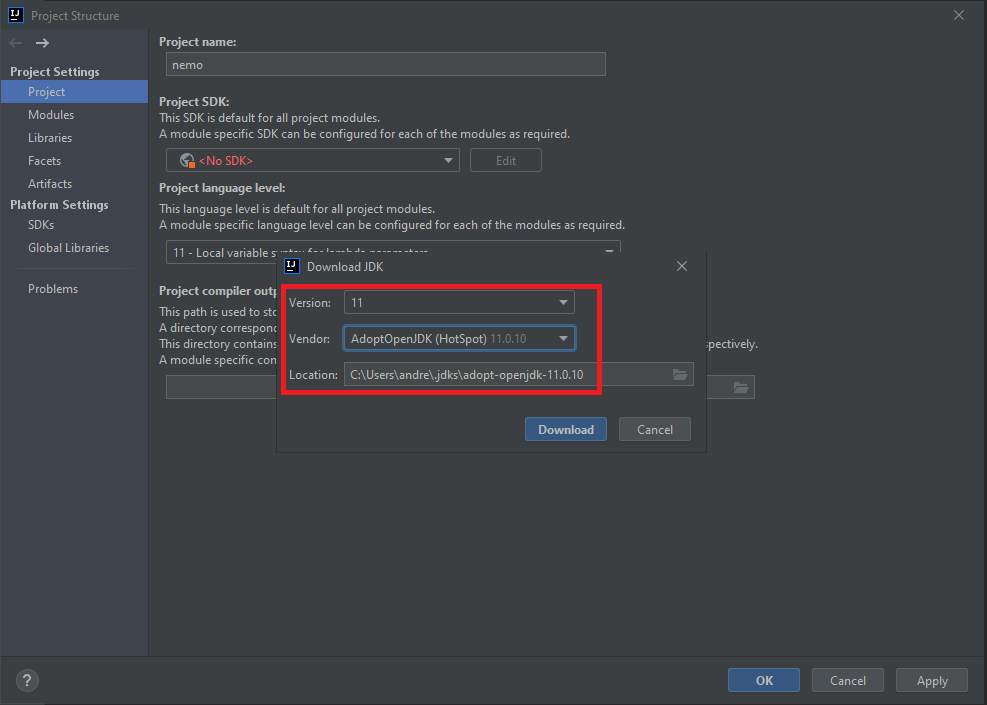 Project Structure
Project Settings
Project
Modules
Libraries
Facets
Artifacts
Platform Settings
SDKs
Global Libraries
Problems
Project name:
nemo
Project SDK:
This SDK is default for all project modules.
A module specific SDK can be configured for each of the modules as required.
<No SDK>
Edit
Project language level:
This language level is default for all project modules.
A module specific language level can be configured for each of the modules as required.
11 - Local variable syntax for lambda parameters
Project compiler outp
This path is used to sto
A directory correspond
This directory contains spectively.
A module specific con
IJ Download JDK
Version: 11
Vendor: AdoptOpenJDK (HotSpot) 11.0.10
Location: C:\Users\andre\.jdks\adopt-openjdk-11.0.10
Download Cancel
? OK Cancel Apply